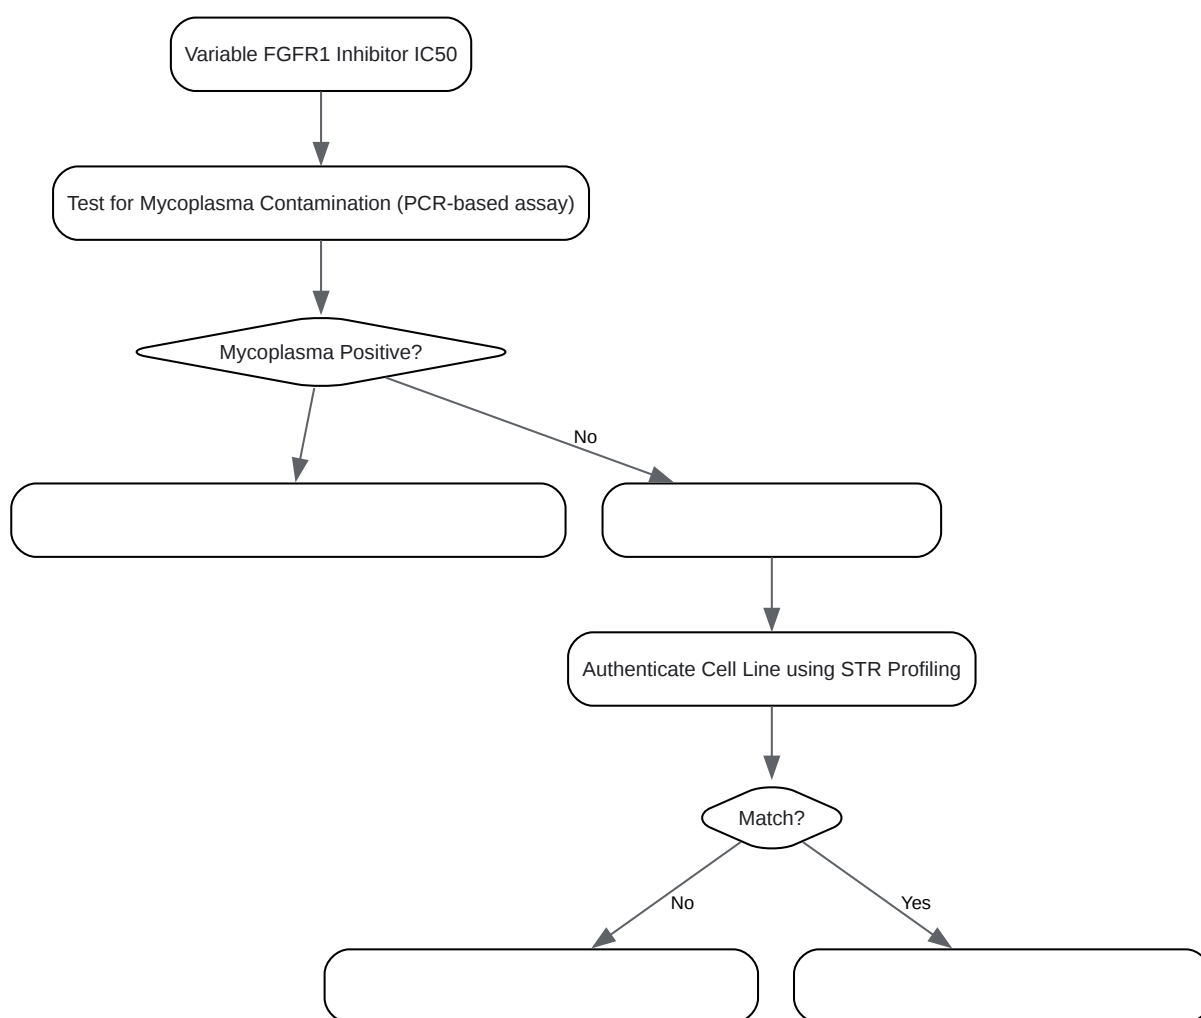 Variable FGFR1 Inhibitor IC50
Test for Mycoplasma Contamination (PCR-based assay)
Mycoplasma Positive?
No
Authenticate Cell Line using STR Profiling
Match?
No
Yes